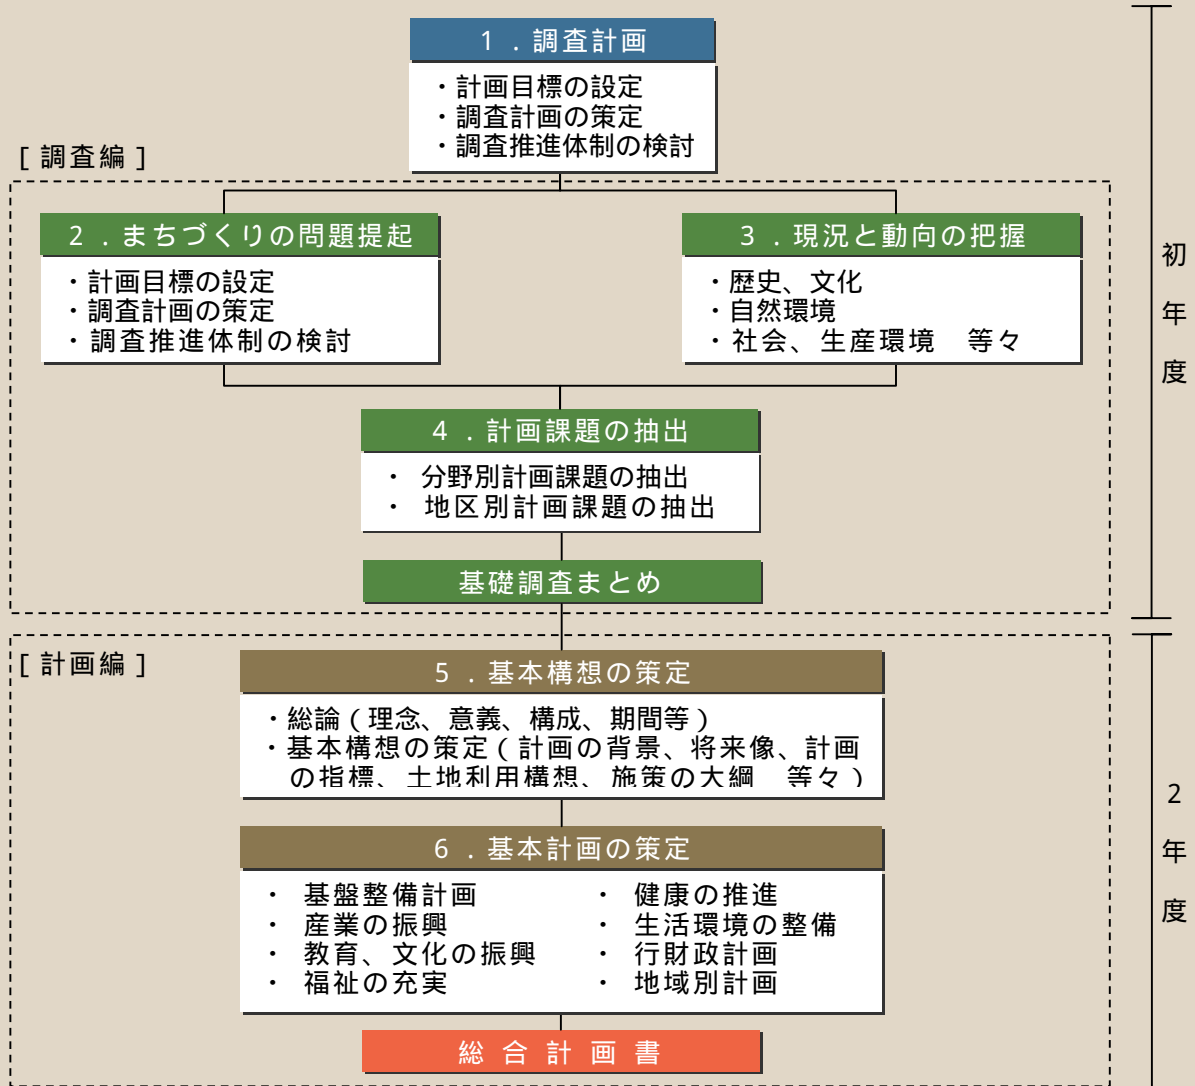 1．調査計画
・計画目標の設定
・調査計画の策定
・調査推進体制の検討
[調査編]
2．まちづくりの問題提起
・計画目標の設定
・調査計画の策定
・調査推進体制の検討
3．現況と動向の把握
・歴史、文化
・自然環境
・社会、生産環境　等々
初年度
4．計画課題の抽出
・ 分野別計画課題の抽出
・ 地区別計画課題の抽出
基礎調査まとめ
[計画編]
5．基本構想の策定
・総論（理念、意義、構成、期間等）
・基本構想の策定（計画の背景、将来像、計画
の指標、土地利用構想、施策の大綱　等々）
2年度
6．基本計画の策定
・ 基盤整備計画
・ 産業の振興
・ 教育、文化の振興
・ 福祉の充実
・ 健康の推進
・ 生活環境の整備
・ 行財政計画
・ 地域別計画
総合計画書